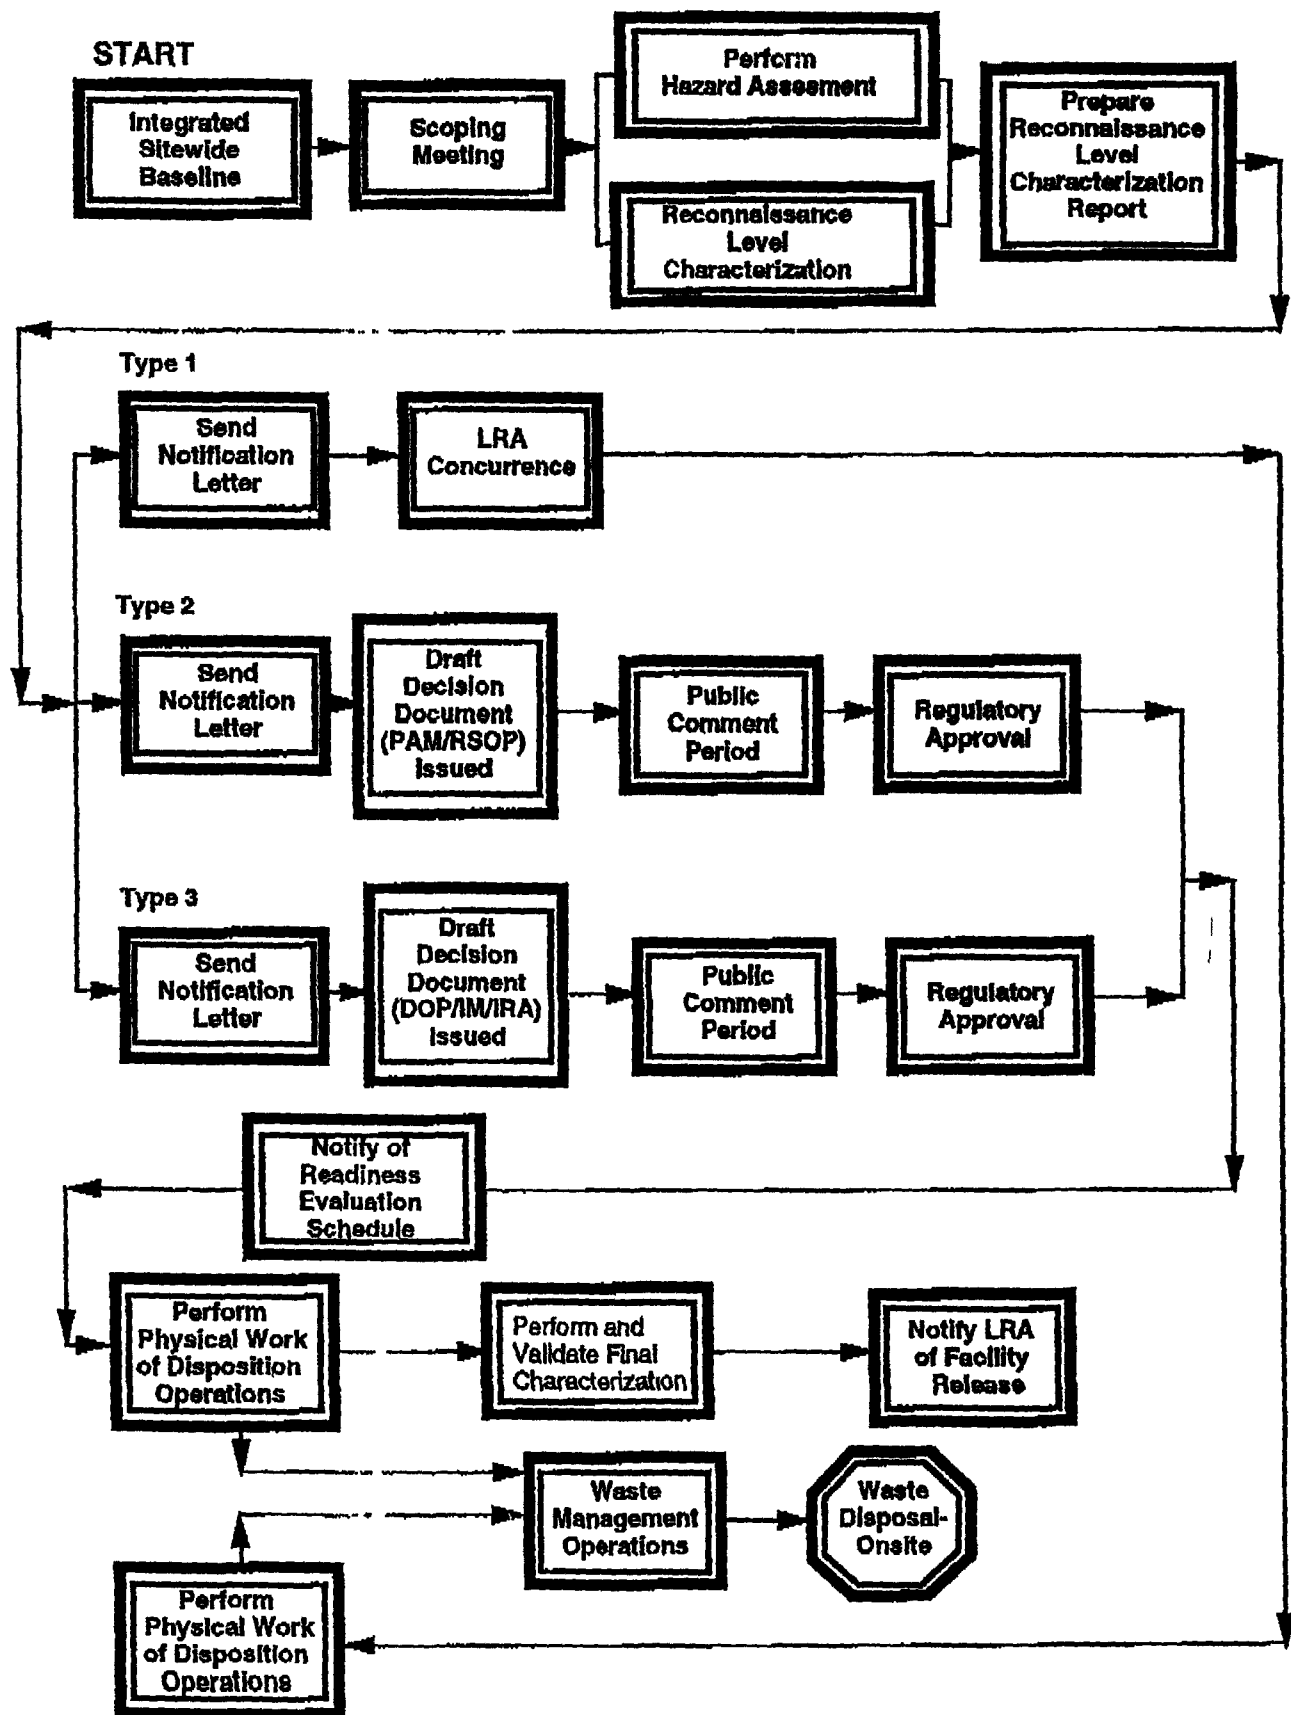 START
Integrated
Sitewide
Baseline
Scoping
Meeting
Perform
Hazard Assesment
Reconnaissance
Level
Characterization
Prepare
Reconnaissance
Level
Characterization
Report
Type 1
Send
Notification
Letter
LRA
Concurrence
Type 2
Send
Notification
Letter
Draft
Decision
Document
(PAM/RSOP)
Issued
Public
Comment
Period
Regulatory
Approval
Type 3
Send
Notification
Letter
Draft
Decision
Document
(DOP/IM/IRA)
Issued
Public
Comment
Period
Regulatory
Approval
Notify of
Readiness
Evaluation
Schedule
Perform
Physical Work
of Disposition
Operations
Perform and
Validate Final
Characterization
Notify LRA
of Facility
Release
Waste
Management
Operations
Waste
Disposal-
Onsite
Perform
Physical Work
of Disposition
Operations